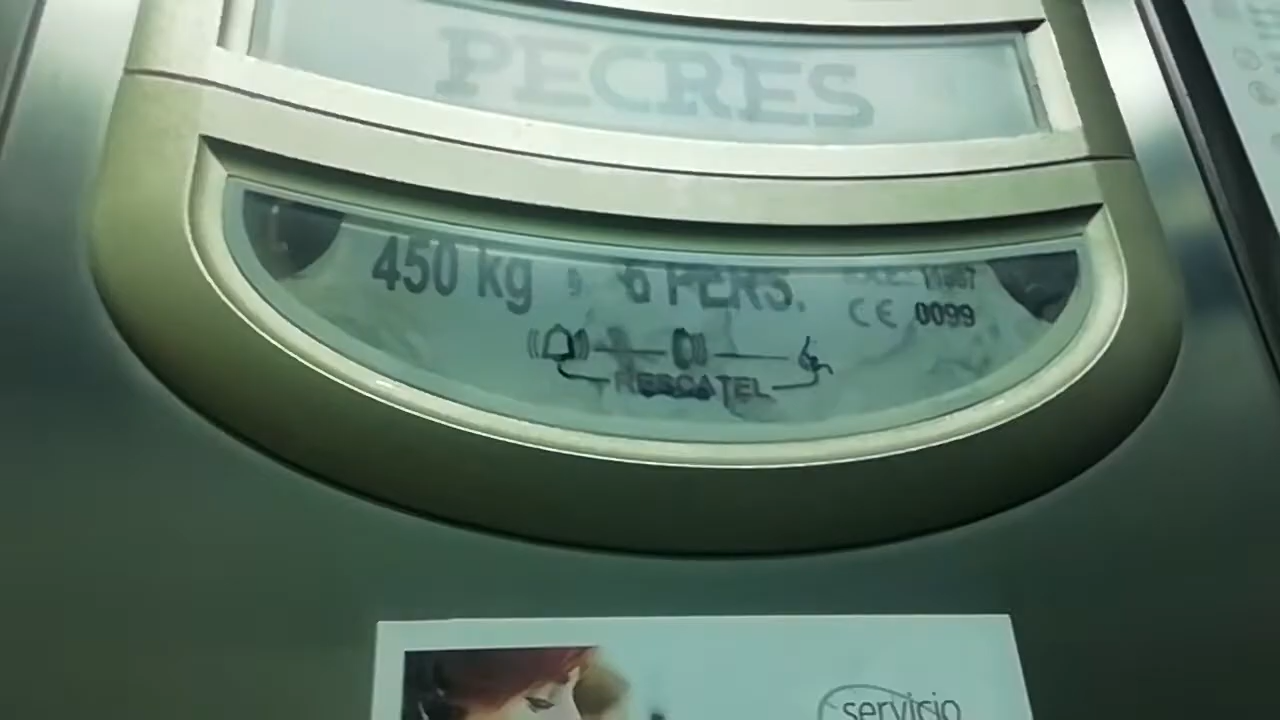 PECRES
450 kg 6 PERS.
CE 0099
RESCATEL
servicio